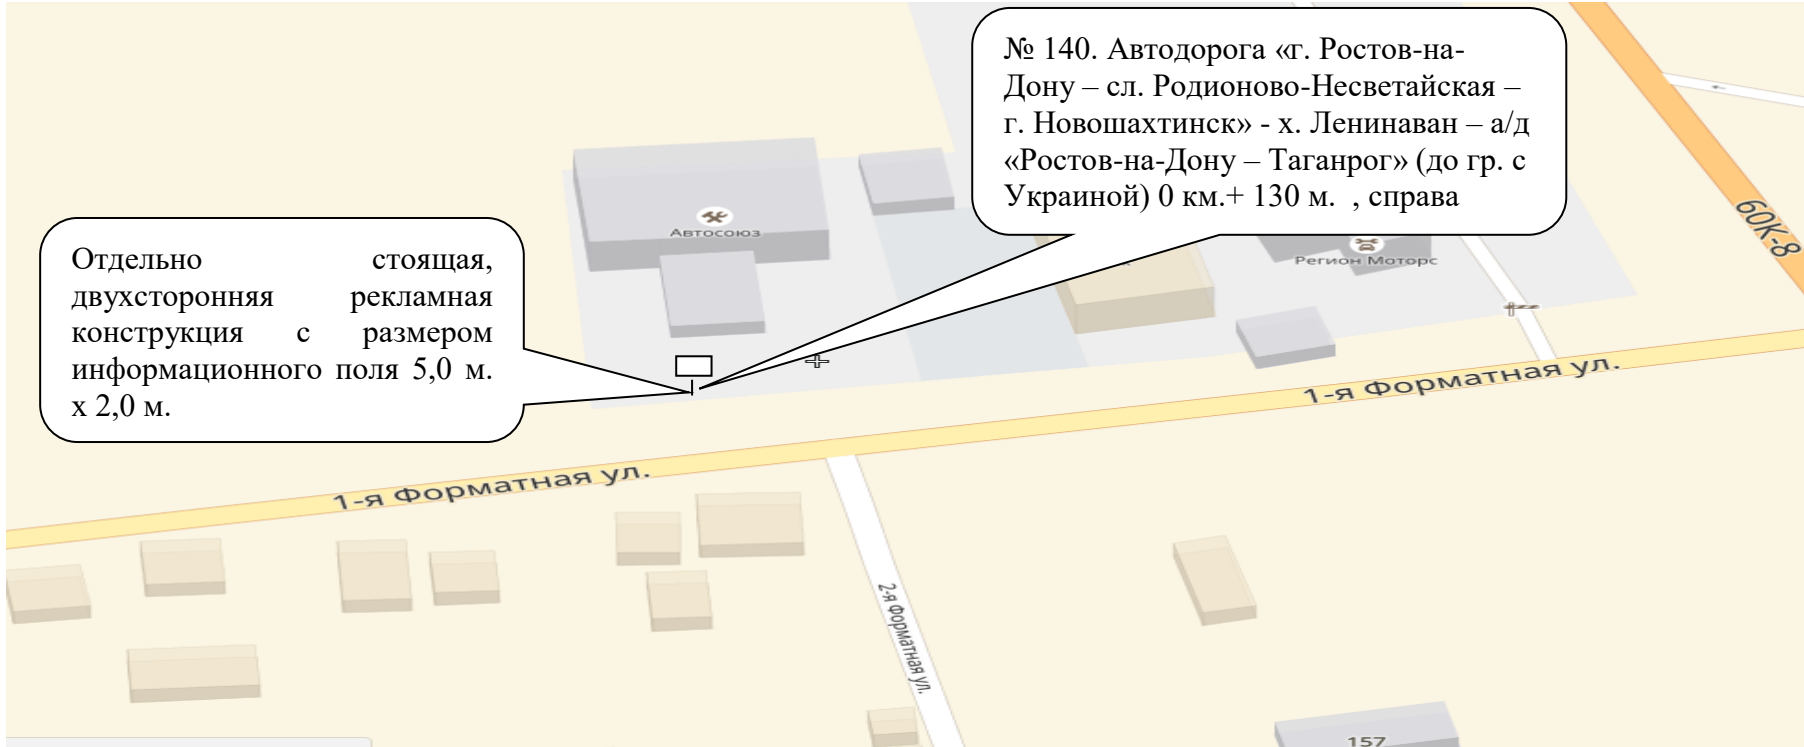 № 140. Автодорога «г. Ростов-на-
Дону – сл. Родионово-Несветайская –
г. Новошахтинск» - х. Ленинаван – а/д
«Ростов-на-Дону – Таганрог» (до гр. с
Украиной) 0 км.+ 130 м. , справа
Отдельно стоящая,
двухсторонняя рекламная
конструкция с размером
информационного поля 5,0 м.
х 2,0 м.
Автосоюз
Регион Моторс
60К-8
1-я Форматная ул.
1-я Форматная ул.
2-я Форматная ул.
157